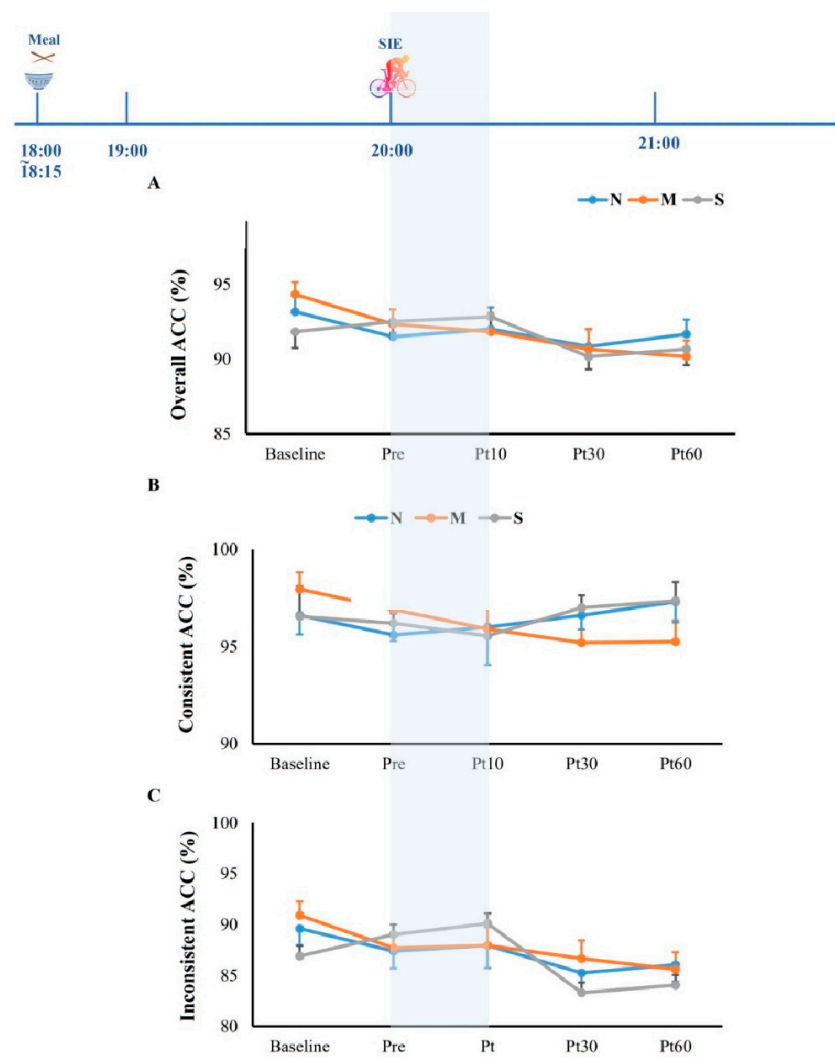 Meal
SIE
18:00
~
18:15
19:00
20:00
21:00
A
N M S
Overall ACC (%)
95
90
85
Baseline Pre Pt10 Pt30 Pt60
B
N M S
Consistent ACC (%)
100
95
90
Baseline Pre Pt10 Pt30 Pt60
C
Inconsistent ACC (%)
100
95
90
85
80
Baseline Pre Pt Pt30 Pt60